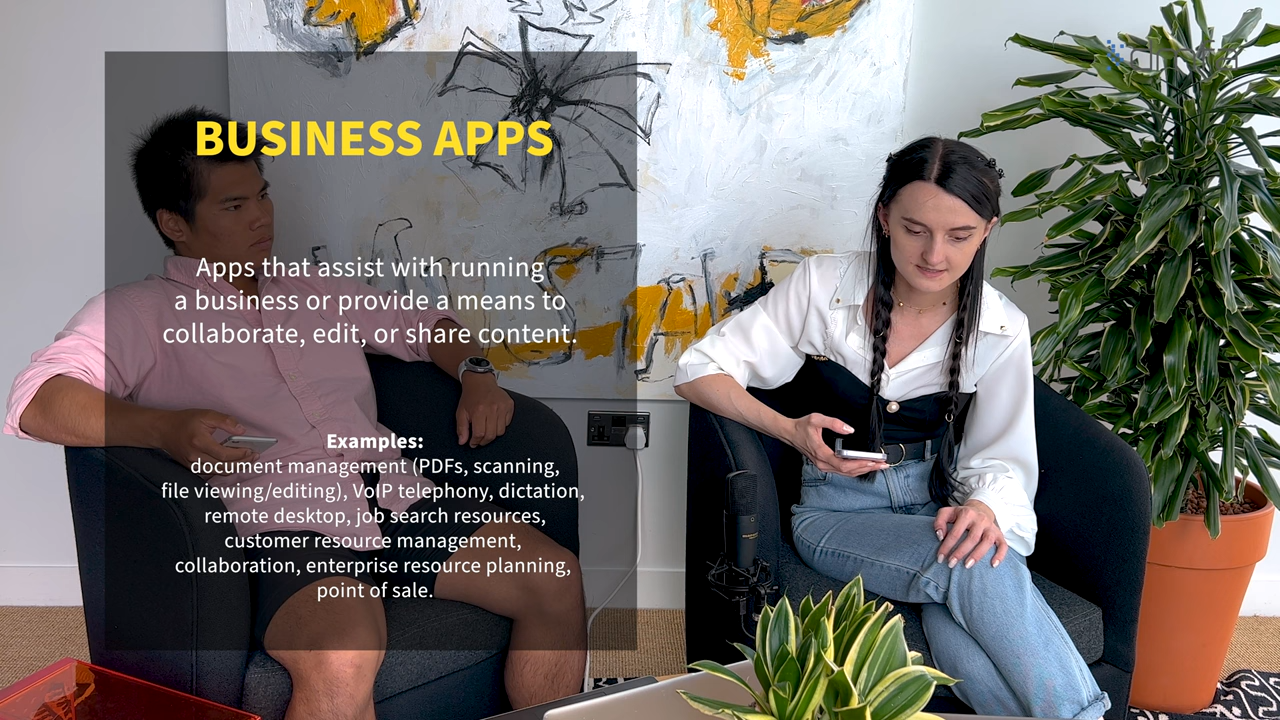 BUSINESS APPS
Apps that assist with running
a business or provide a means to
collaborate, edit, or share content.
Examples:
document management (PDFs, scanning,
file viewing/editing), VoIP telephony, dictation,
remote desktop, job search resources,
customer resource management,
collaboration, enterprise resource planning,
point of sale.